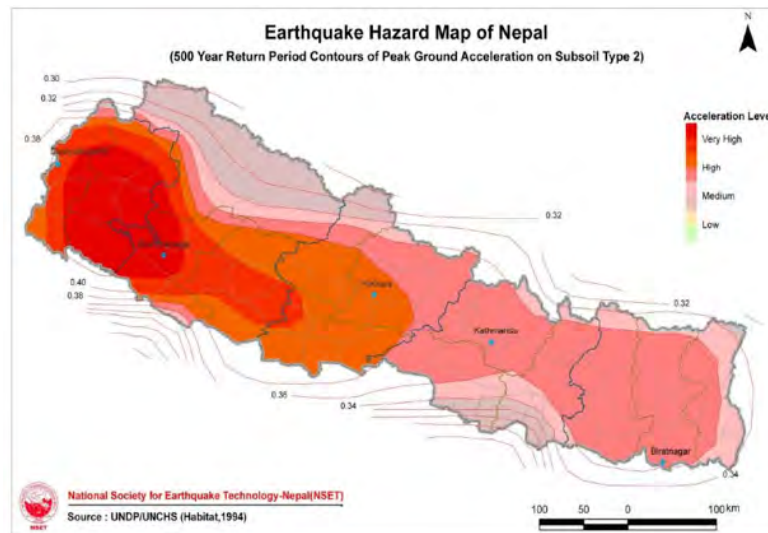 Earthquake Hazard Map of Nepal
(500 Year Return Period Contours of Peak Ground Acceleration on Subsoil Type 2)
N
0.30
0.32
0.38
Acceleration Level
Very High
High
Medium
Low
0.32
0.40
0.38
0.32
Kathmandu
0.36
0.34
Biratnagar
0.34
National Society for Earthquake Technology-Nepal(NSET)
Source : UNDP/UNCHS (Habitat,1994)
NSET
100 50 0 100 km